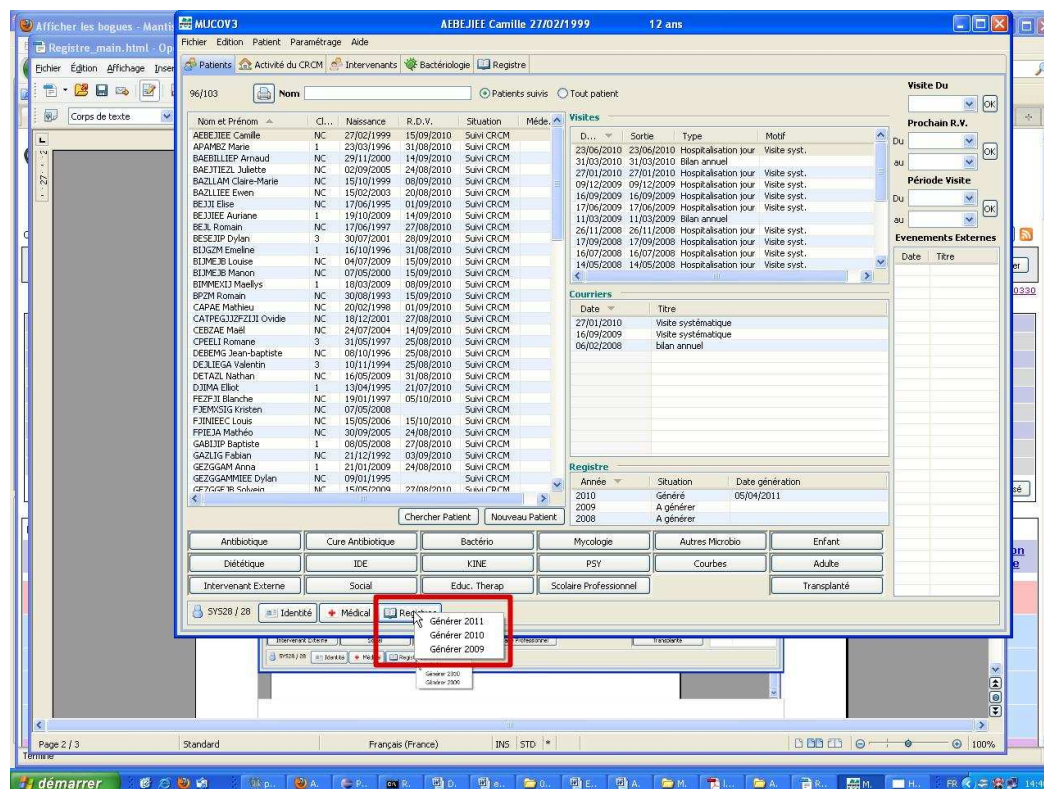 Afficher les bogues - Mantis
Registre_main.html - Op
Fichier Édition Affichage Inser
Corps de texte
MUCOV3 AEBEJIEE Camille 27/02/1999 12 ans
Fichier Edition Patient Paramétrage Aide
Patients Activité du CRCM Intervenants Bactériologie Registre
96/103 Nom Patients suivis Tout patient
Nom et Prénom Cl... Naissance R.D.V. Situation Méde.
AEBEJIEE Camille NC 27/02/1999 15/09/2010 Suivi CRCM
APAMBZ Marie 1 23/03/1996 31/08/2010 Suivi CRCM
BAEBILLIEP Arnaud NC 29/11/2000 14/09/2010 Suivi CRCM
BAEJTIEZL Juliette NC 02/09/2005 24/08/2010 Suivi CRCM
BAZLLAM Claire-Marie NC 15/10/1999 08/09/2010 Suivi CRCM
BAZLLIEE Ewen NC 15/02/2003 20/08/2010 Suivi CRCM
BEJJI Elise NC 17/06/1995 01/09/2010 Suivi CRCM
BEJJIEE Auriane 1 19/10/2009 14/09/2010 Suivi CRCM
BEJL Romain NC 17/06/1997 27/08/2010 Suivi CRCM
BESEJIP Dylan 3 30/07/2001 28/09/2010 Suivi CRCM
BIJGZM Emeline 1 16/10/1996 31/08/2010 Suivi CRCM
BIJMEJB Louise NC 04/07/2009 15/09/2010 Suivi CRCM
BIJMEJB Manon NC 07/05/2000 15/09/2010 Suivi CRCM
BIMMEXIJ Maellys 1 18/03/2009 08/09/2010 Suivi CRCM
BPZM Romain NC 30/08/1993 15/09/2010 Suivi CRCM
CAPAE Mathieu NC 20/02/1998 01/09/2010 Suivi CRCM
CATPEGJJZFZIJI Ovidie NC 18/12/2001 27/08/2010 Suivi CRCM
CEBZAE Maël NC 24/07/2004 14/09/2010 Suivi CRCM
CPEELI Romane 3 31/05/1997 25/08/2010 Suivi CRCM
DEBEMG Jean-baptiste NC 08/10/1996 25/08/2010 Suivi CRCM
DEJLIEGA Valentin 3 10/11/1994 25/08/2010 Suivi CRCM
DETAZL Nathan NC 16/05/2009 31/08/2010 Suivi CRCM
DJIMA Elliot 1 13/04/1995 21/07/2010 Suivi CRCM
FEZFJI Blanche NC 19/01/1997 05/10/2010 Suivi CRCM
FJEMXSIG Kristen NC 07/05/2008 Suivi CRCM
FJINIEEC Louis NC 15/05/2006 15/10/2010 Suivi CRCM
FPIEJA Mathéo NC 30/09/2005 24/08/2010 Suivi CRCM
GABIJIP Baptiste 1 08/05/2008 27/08/2010 Suivi CRCM
GAZLIG Fabian NC 21/12/1992 03/09/2010 Suivi CRCM
GEZGGAM Anna 1 21/01/2009 24/08/2010 Suivi CRCM
GEZGGAMMIEE Dylan NC 09/01/1995 Suivi CRCM
GEZGGEJB Solveig NC 15/05/2009 27/08/2010 Suivi CRCM
Chercher Patient Nouveau Patient
Visites
D... Sortie Type Motif
23/06/2010 23/06/2010 Hospitalisation jour Visite syst.
31/03/2010 31/03/2010 Bilan annuel
27/01/2010 27/01/2010 Hospitalisation jour Visite syst.
09/12/2009 09/12/2009 Hospitalisation jour Visite syst.
16/09/2009 16/09/2009 Hospitalisation jour Visite syst.
17/06/2009 17/06/2009 Hospitalisation jour Visite syst.
11/03/2009 11/03/2009 Bilan annuel
26/11/2008 26/11/2008 Hospitalisation jour Visite syst.
17/09/2008 17/09/2008 Hospitalisation jour Visite syst.
16/07/2008 16/07/2008 Hospitalisation jour Visite syst.
14/05/2008 14/05/2008 Hospitalisation jour Visite syst.
Courriers
Date Titre
27/01/2010 Visite systématique
16/09/2009 Visite systématique
06/02/2008 bilan annuel
Registre
Année Situation Date génération
2010 Généré 05/04/2011
2009 A générer
2008 A générer
Visite Du
OK
Prochain R.V.
Du
OK
au
Période Visite
Du
OK
au
Evenements Externes
Date Titre
Antibiotique Cure Antibiotique Bactério Mycologie Autres Microbio Enfant
Diététique IDE KINE PSY Courbes Adulte
Intervenant Externe Social Educ. Therap Scolaire Professionnel Transplanté
SYS28 / 28 Identité Médical
Générer 2011
Générer 2010
Générer 2009
Page 2 / 3 Standard Français (France) INS STD * 100%
Terminé
démarrer FR